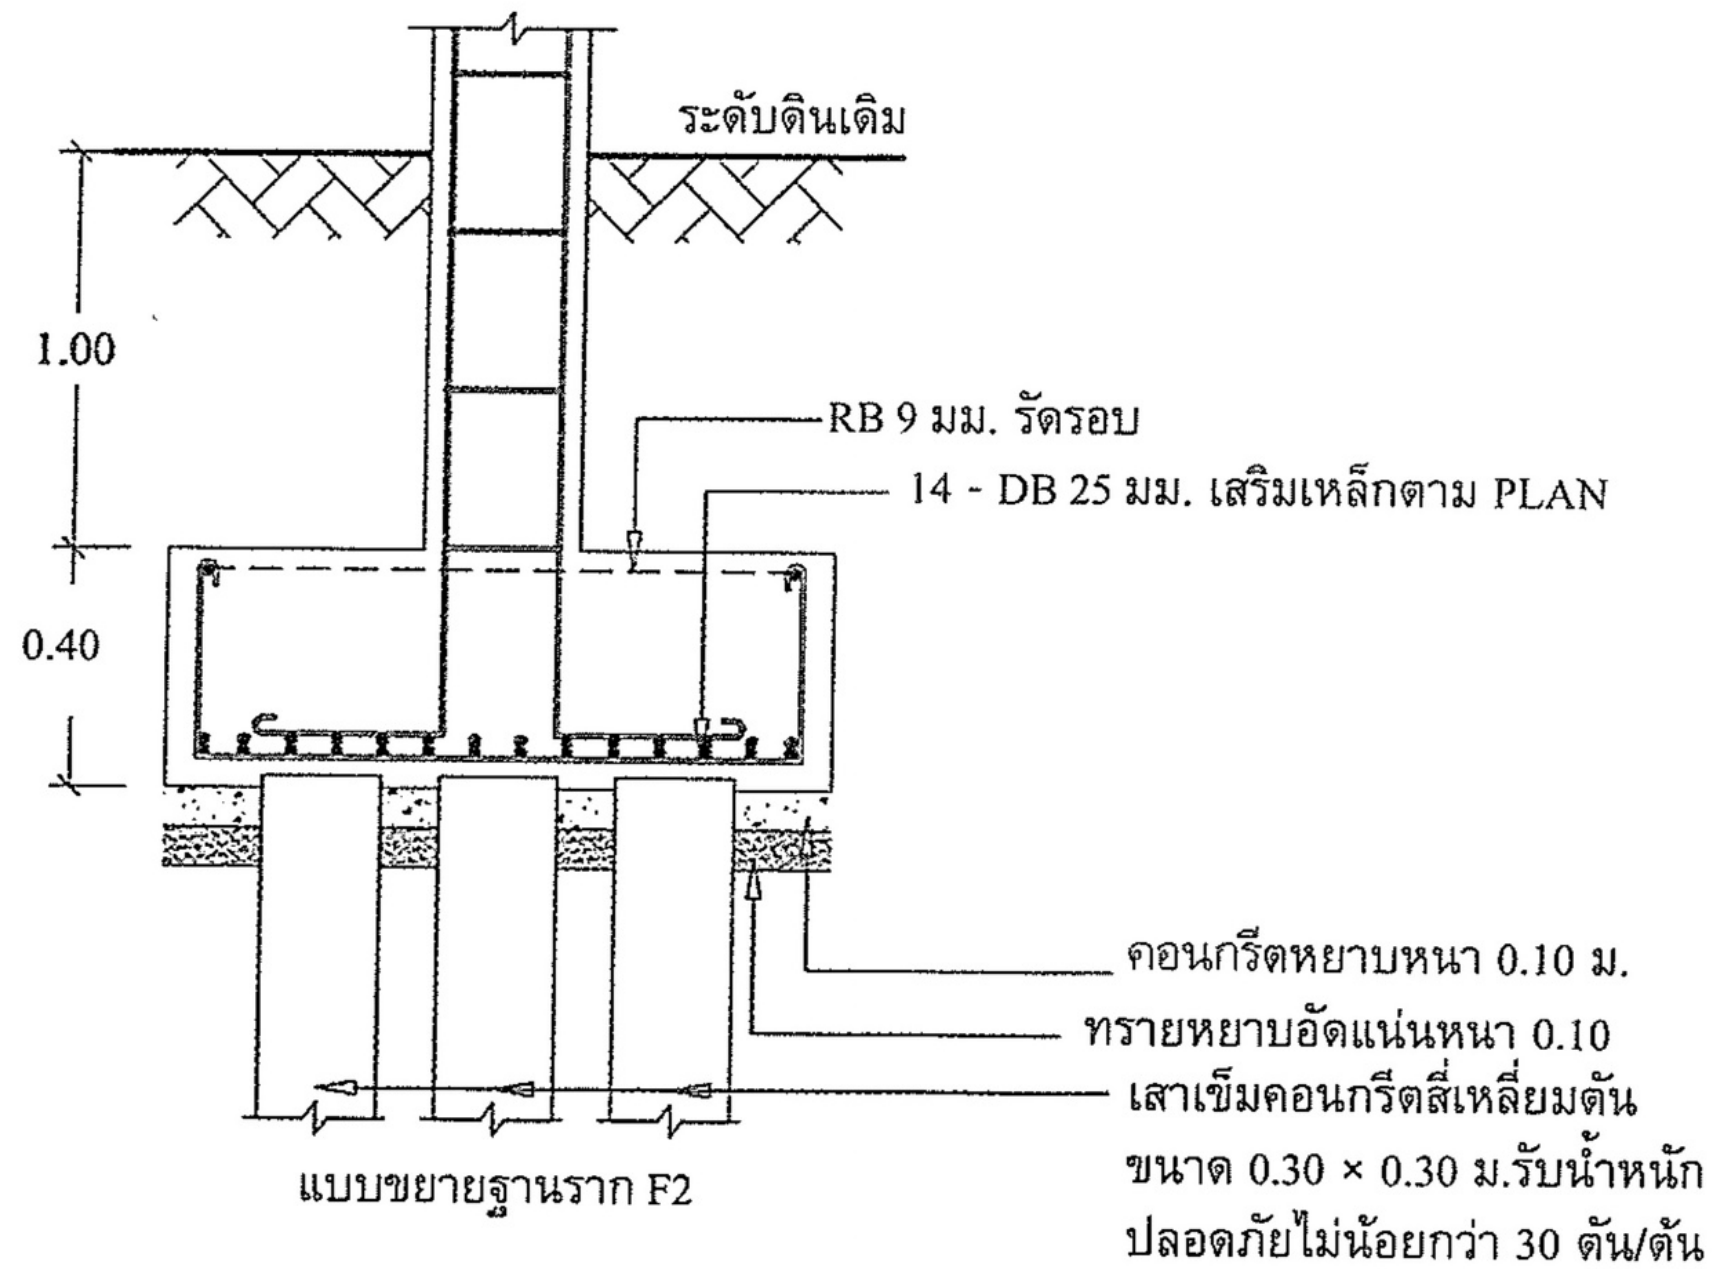 ระดับดินเดิม
1.00
RB 9 มม. รัดรอบ
14 - DB 25 มม. เสริมเหล็กตาม PLAN
0.40
คอนกรีตหยาบหนา 0.10 ม.
ทรายหยาบอัดแน่นหนา 0.10
เสาเข็มคอนกรีตสี่เหลี่ยมตัน
ขนาด 0.30 × 0.30 ม.รับน้ำหนัก
ปลอดภัยไม่น้อยกว่า 30 ตัน/ต้น
แบบขยายฐานราก F2